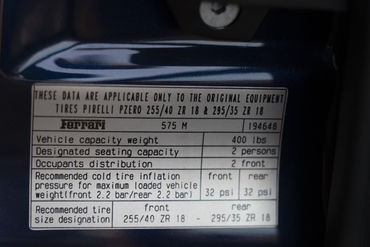 THESE DATA ARE APPLICABLE ONLY TO THE ORIGINAL EQUIPMENT
TIRES PIRELLI PZERO 255/40 ZR 18 & 295/35 ZR 18
Ferrari 575 M 194646
Vehicle capacity weight 400 lbs
Designated seating capacity 2 persons
Occupants distribution 2 front
Recommended cold tire inflation front rear
pressure for maximum loaded vehicle
weight(front 2.2 bar/rear 2.2 bar) 32 psi 32 psi
Recommended tire front rear
size designation 255/40 ZR 18 - 295/35 ZR 18